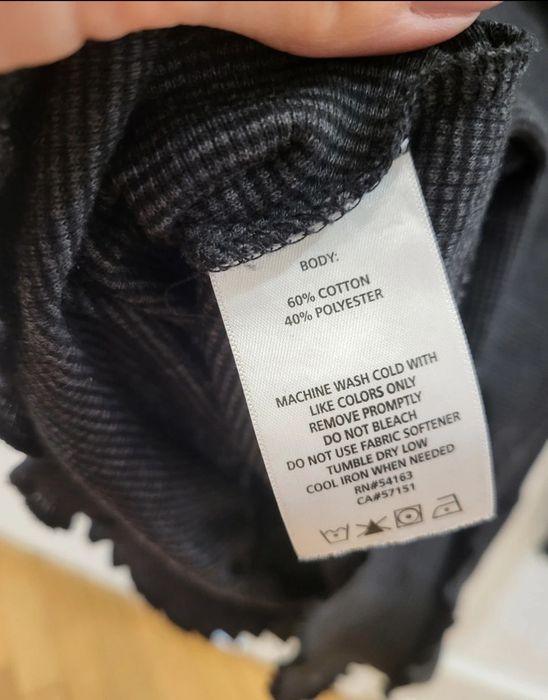 BODY:
60% COTTON
40% POLYESTER
MACHINE WASH COLD WITH
LIKE COLORS ONLY
REMOVE PROMPTLY
DO NOT BLEACH
DO NOT USE FABRIC SOFTENER
TUMBLE DRY LOW
COOL IRON WHEN NEEDED
RN#54163
CA#57151